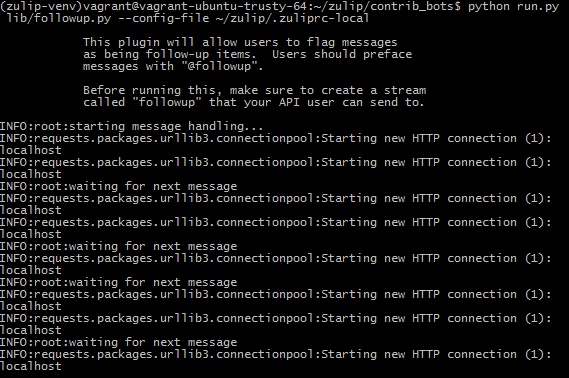 (zulip-venv)vagrant@vagrant-ubuntu-trusty-64:~/zulip/contrib_bots$ python run.py
lib/followup.py --config-file ~/zulip/.zuliprc-local
This plugin will allow users to flag messages
as being follow-up items.  Users should preface
messages with "@followup".
Before running this, make sure to create a stream
called "followup" that your API user can send to.
INFO:root:starting message handling...
INFO:requests.packages.urllib3.connectionpool:Starting new HTTP connection (1):
localhost
INFO:requests.packages.urllib3.connectionpool:Starting new HTTP connection (1):
localhost
INFO:root:waiting for next message
INFO:requests.packages.urllib3.connectionpool:Starting new HTTP connection (1):
localhost
INFO:requests.packages.urllib3.connectionpool:Starting new HTTP connection (1):
localhost
INFO:root:waiting for next message
INFO:requests.packages.urllib3.connectionpool:Starting new HTTP connection (1):
localhost
INFO:root:waiting for next message
INFO:requests.packages.urllib3.connectionpool:Starting new HTTP connection (1):
localhost
INFO:requests.packages.urllib3.connectionpool:Starting new HTTP connection (1):
localhost
INFO:root:waiting for next message
INFO:requests.packages.urllib3.connectionpool:Starting new HTTP connection (1):
localhost